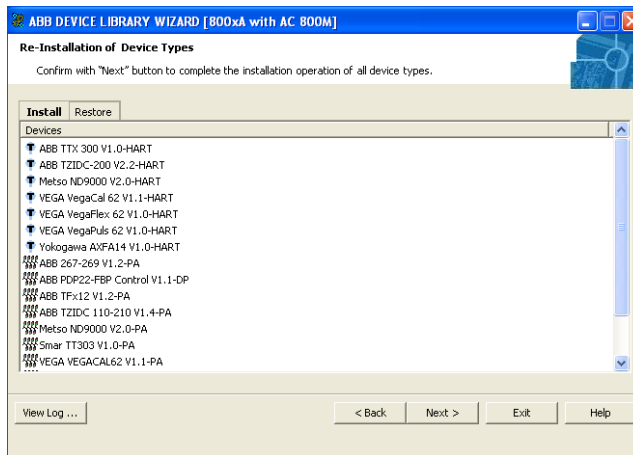 ABB DEVICE LIBRARY WIZARD [800xA with AC 800M]
Re-Installation of Device Types
Confirm with "Next" button to complete the installation operation of all device types.
Install Restore
Devices
ABB TTX 300 V1.0-HART
ABB TZIDC-200 V2.2-HART
Metso ND9000 V2.0-HART
VEGA VegaCal 62 V1.1-HART
VEGA VegaFlex 62 V1.0-HART
VEGA VegaPuls 62 V1.0-HART
Yokogawa AXFA14 V1.0-HART
ABB 267-269 V1.2-PA
ABB PDP22-FBP Control V1.1-DP
ABB TFx12 V1.2-PA
ABB TZIDC 110-210 V1.4-PA
Metso ND9000 V2.0-PA
Smar TT303 V1.0-PA
VEGA VEGACAL62 V1.1-PA
View Log ... < Back Next > Exit Help